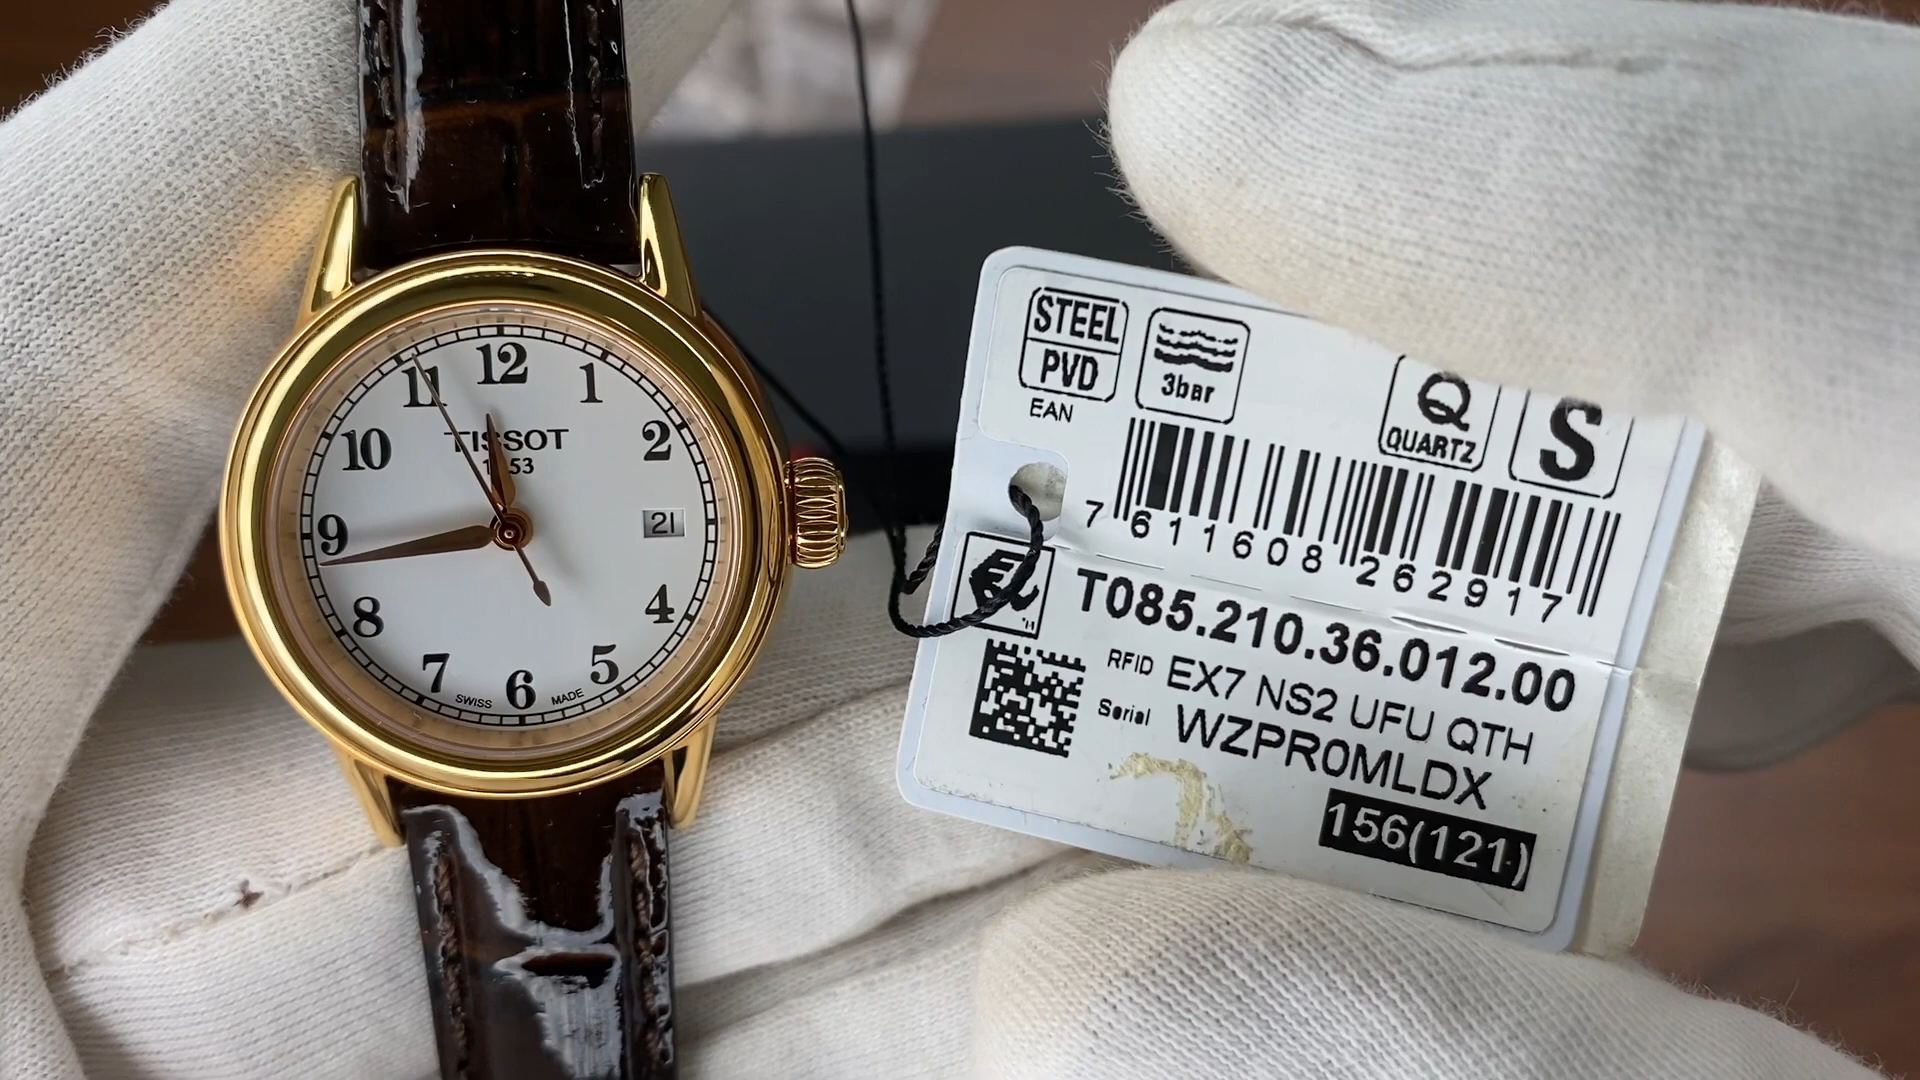 12
1
2
21
4
5
6
7
8
9
10
11
TISSOT
SWISS MADE
STEEL
PVD
3bar
Q
QUARTZ
S
EAN
7 611608 262917
T085.210.36.012.00
RFID EX7 NS2 UFU QTH
Serial WZPR0MLDX
156(121)